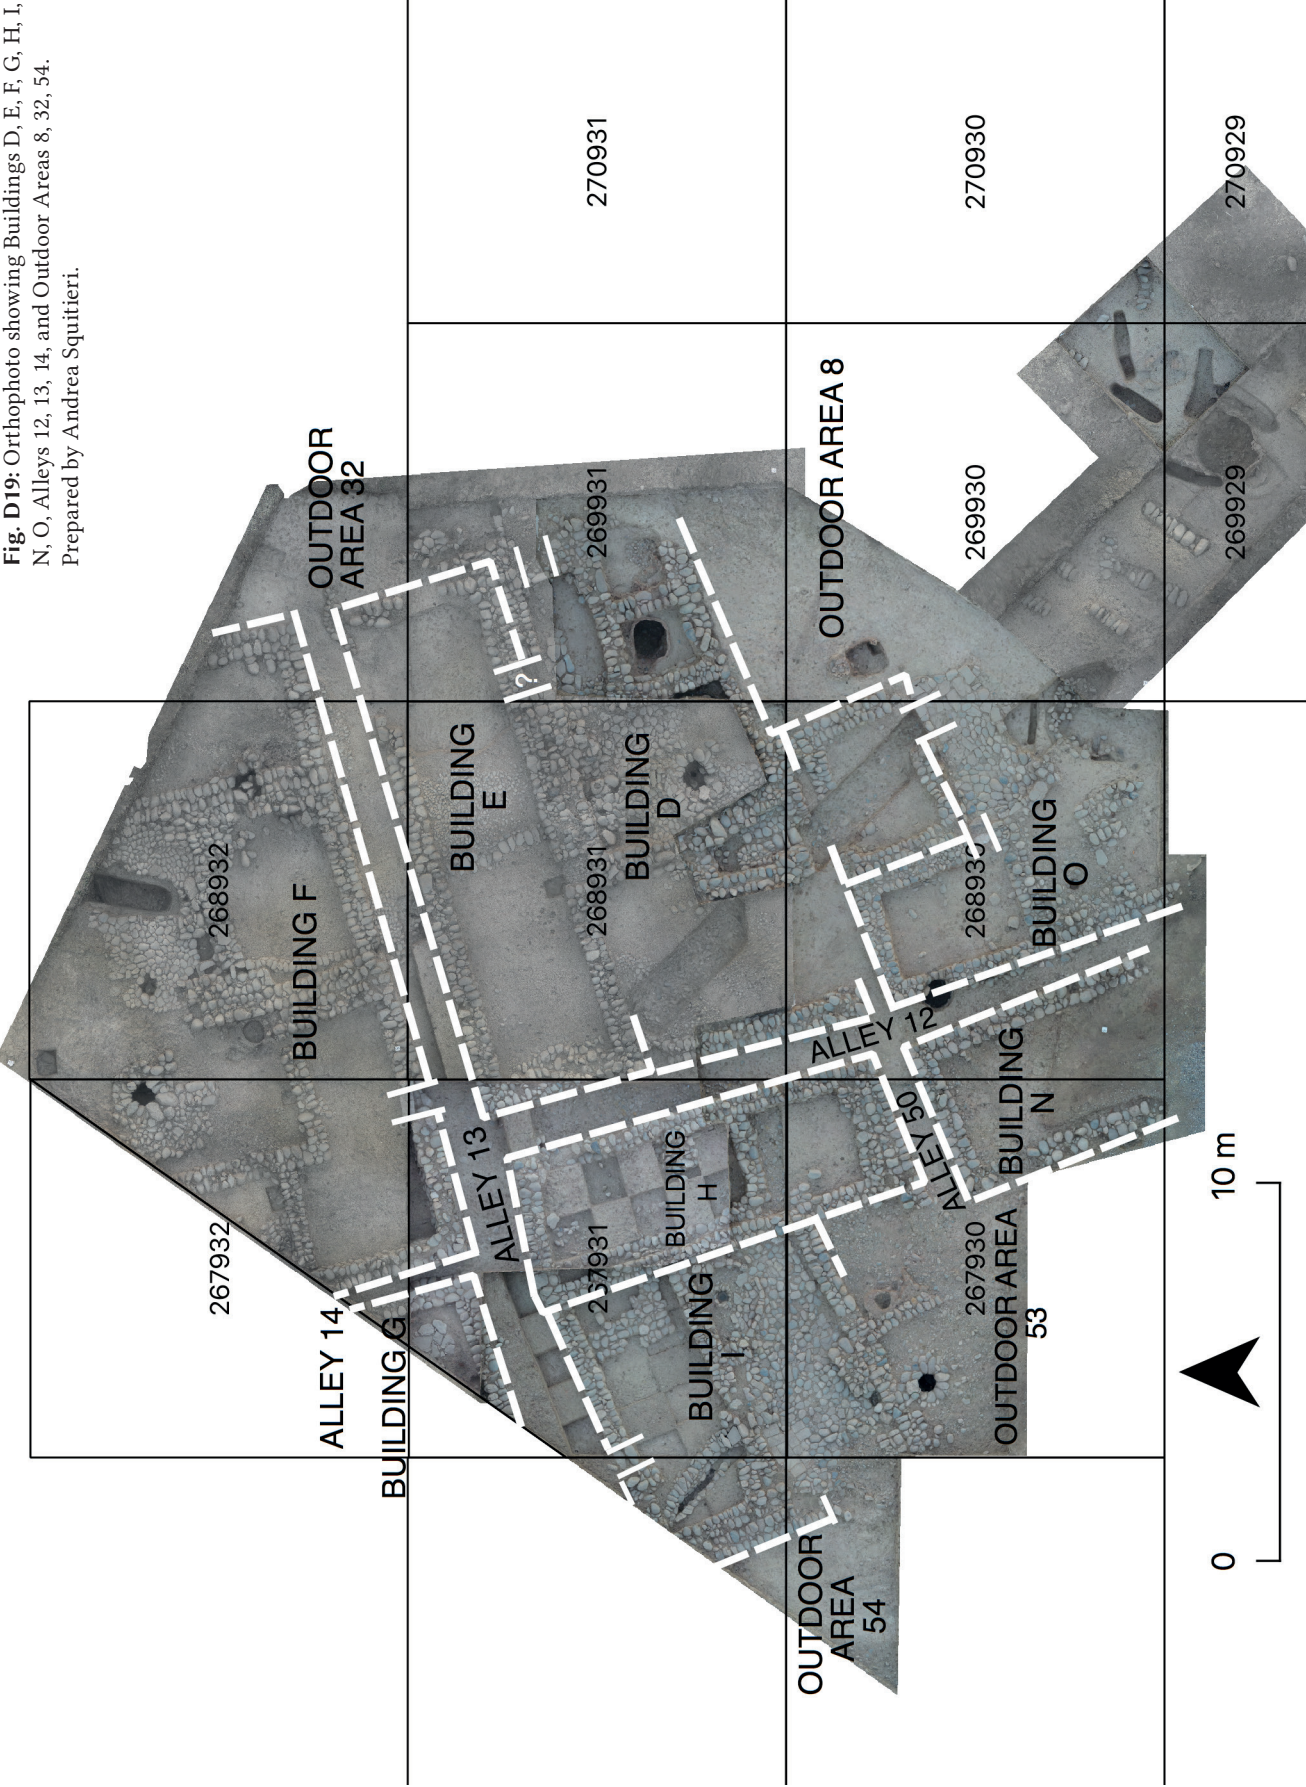 Fig. D19: Orthophoto showing Buildings D, E, F, G, H, I,
N, O, Alleys 12, 13, 14, and Outdoor Areas 8, 32, 54.
Prepared by Andrea Squitieri.
267932
268932
BUILDING F
OUTDOOR
AREA 32
ALLEY 14
BUILDING G
ALLEY 13
BUILDING
E
?
267931
268931
269931
270931
BUILDING
D
BUILDING
H
BUILDING
I
OUTDOOR AREA 8
OUTDOOR
AREA
54
ALLEY 12
ALLEY 50
267930
268930
269930
270930
OUTDOOR AREA
53
BUILDING
N
BUILDING
O
269929
270929
0
10 m